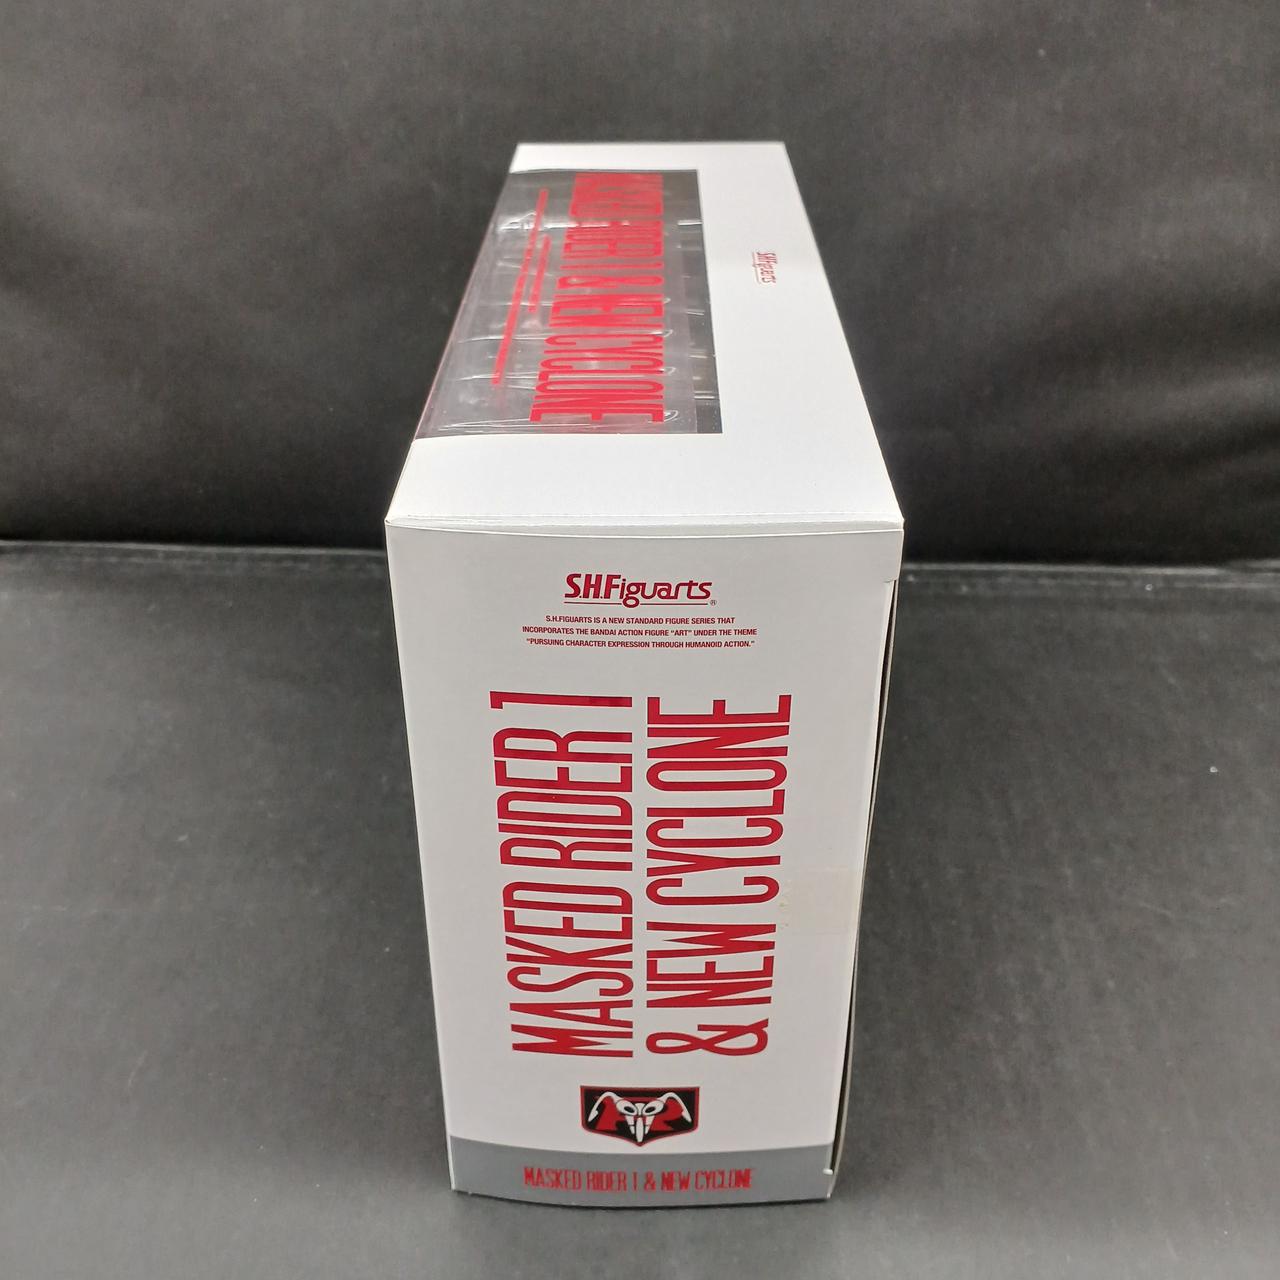 MASKED RIDER 1 & NEW CYCLONE
S.H.Figuarts
S.H.Figuarts®
S.H.FIGUARTS IS A NEW STANDARD FIGURE SERIES THAT
INCORPORATES THE BANDAI ACTION FIGURE "ART" UNDER THE THEME
"PURSUING CHARACTER EXPRESSION THROUGH HUMANOID ACTION."
MASKED RIDER 1
& NEW CYCLONE
MASKED RIDER 1 & NEW CYCLONE